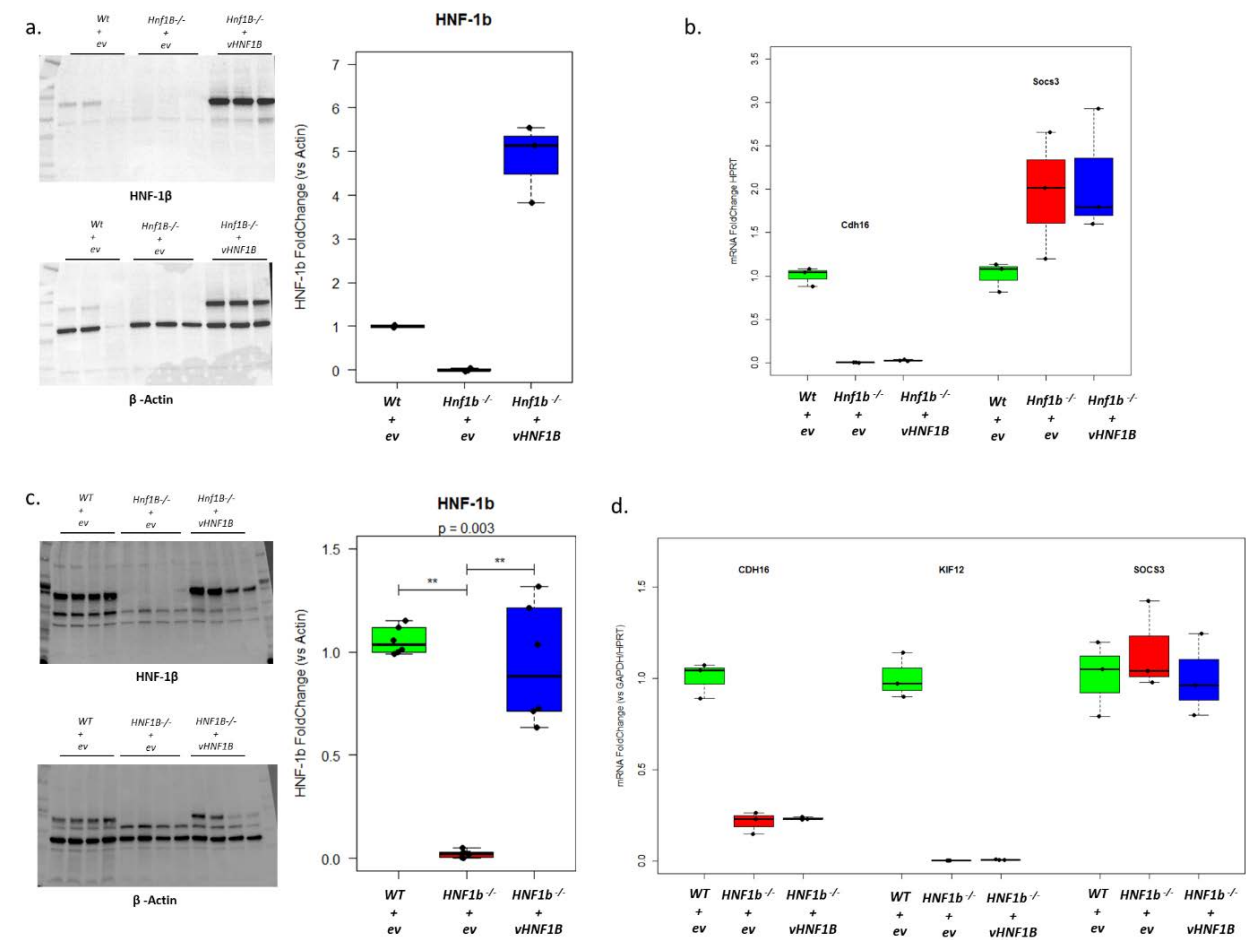 a.
Wt
+
ev
Hnf1B-/-
+
ev
Hnf1B-/-
+
vHNF1B
HNF-1β
Wt
+
ev
Hnf1B-/-
+
ev
Hnf1B-/-
+
vHNF1B
β -Actin
HNF-1b
HNF-1b FoldChange (vs Actin)
7
6
5
4
3
2
1
0
Wt
+
ev
Hnf1b -/-
+
ev
Hnf1b -/-
+
vHNF1B
b.
mRNA FoldChange HPRT
3.5
3.0
2.5
2.0
1.5
1.0
0.5
0.0
Cdh16
Socs3
Wt
+
ev
Hnf1b -/-
+
ev
Hnf1b -/-
+
vHNF1B
Wt
+
ev
Hnf1b -/-
+
ev
Hnf1b -/-
+
vHNF1B
c.
WT
+
ev
Hnf1B-/-
+
ev
Hnf1B-/-
+
vHNF1B
HNF-1β
WT
+
ev
HNF1B-/-
+
ev
HNF1B-/-
+
vHNF1B
β -Actin
HNF-1b
p = 0.003
**
**
HNF-1b FoldChange (vs Actin)
1.5
1.0
0.5
0.0
WT
+
ev
HNF1b -/-
+
ev
HNF1b -/-
+
vHNF1B
d.
mRNA FoldChange (vs GAPDH/HPRT)
1.5
1.0
0.5
0.0
CDH16
KIF12
SOCS3
WT
+
ev
HNF1b -/-
+
ev
HNF1b -/-
+
vHNF1B
WT
+
ev
HNF1b -/-
+
ev
HNF1b -/-
+
vHNF1B
WT
+
ev
HNF1b -/-
+
ev
HNF1b -/-
+
vHNF1B